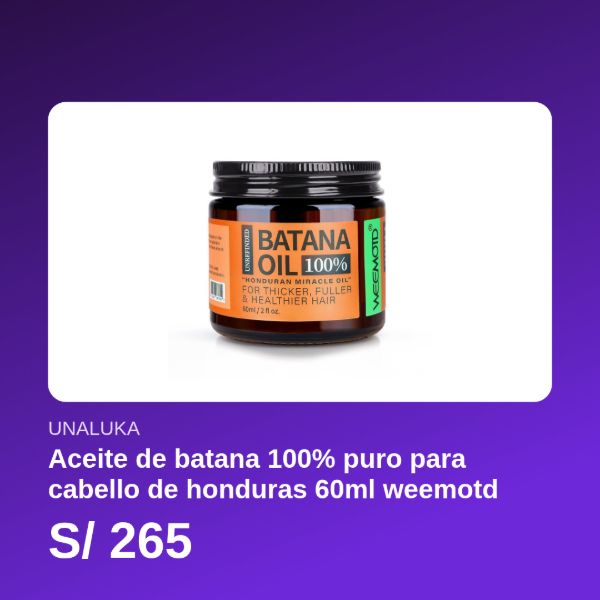 UNREFINDED
BATANA
OIL 100%
"HONDURAN MIRACLE OIL"
FOR THICKER, FULLER
& HEALTHIER HAIR
60ml / 2 fl oz.
WEEMOTD®
UNALUKA
Aceite de batana 100% puro para
cabello de honduras 60ml weemotd
S/ 265